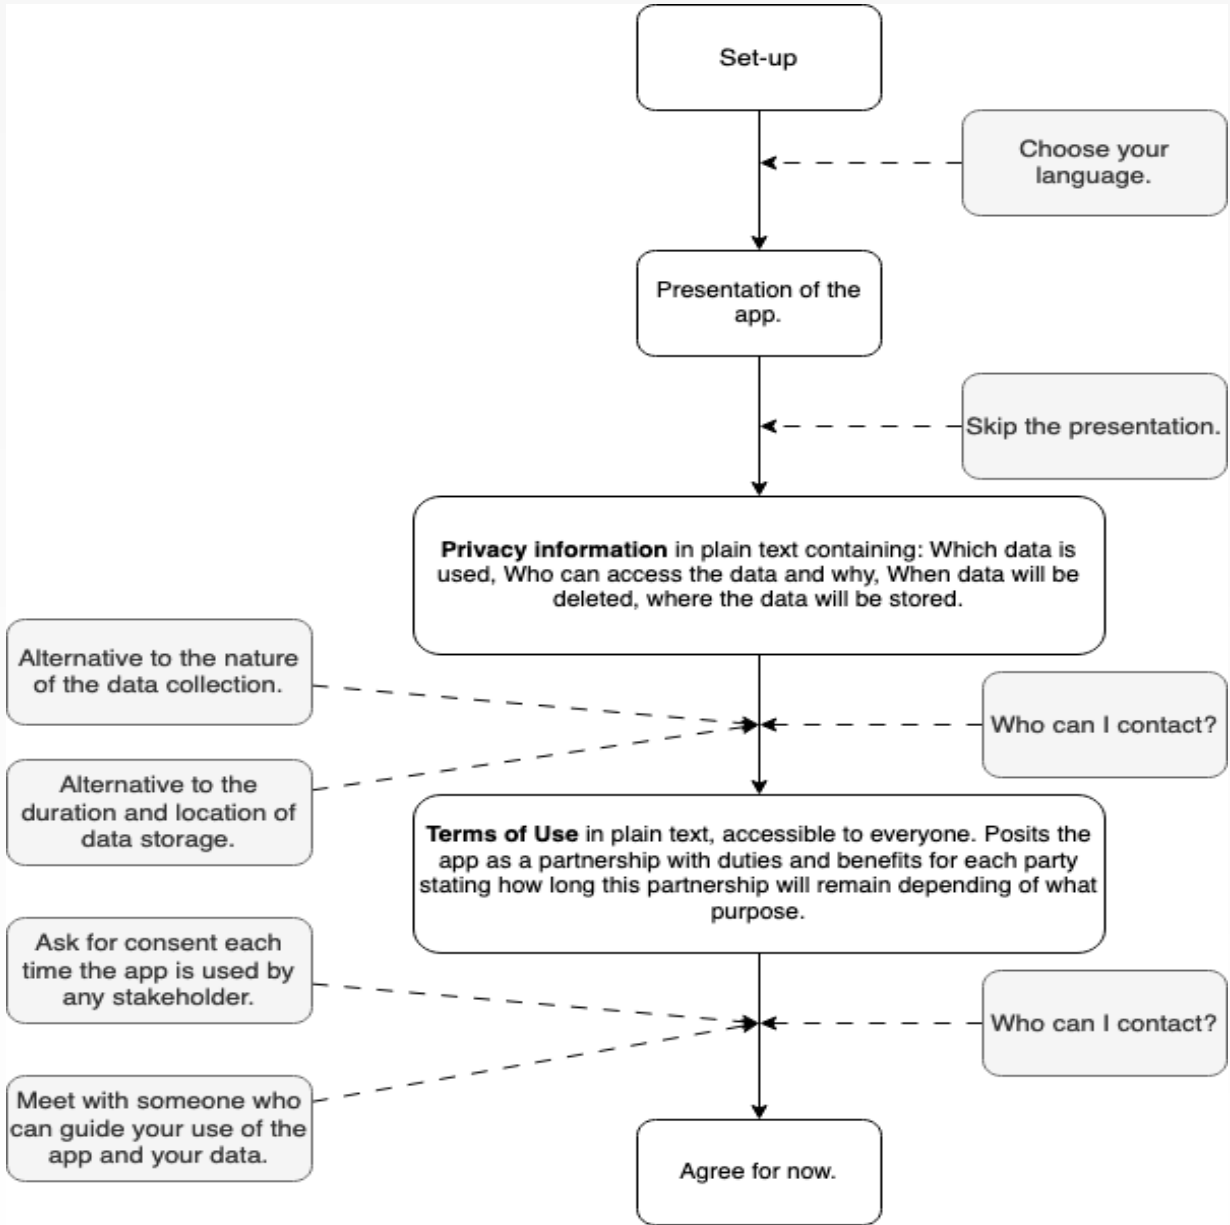 Set-up
Choose your
language.
Presentation of the
app.
Skip the presentation.
Privacy information in plain text containing: Which data is
used, Who can access the data and why, When data will be
deleted, where the data will be stored.
Alternative to the nature
of the data collection.
Who can I contact?
Alternative to the
duration and location of
data storage.
Terms of Use in plain text, accessible to everyone. Posits the
app as a partnership with duties and benefits for each party
stating how long this partnership will remain depending of what
purpose.
Ask for consent each
time the app is used by
any stakeholder.
Who can I contact?
Meet with someone who
can guide your use of the
app and your data.
Agree for now.